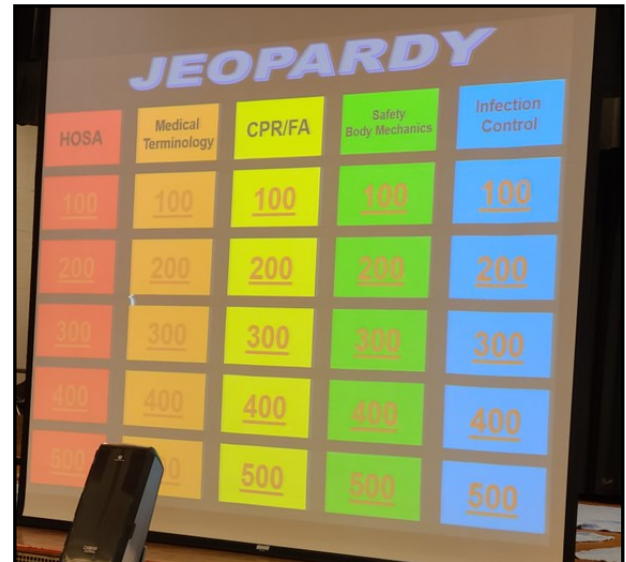 JEOPARDY
HOSA
Medical
Terminology
CPR/FA
Safety
Body Mechanics
Infection
Control
100 100 100 100 100
200 200 200 200 200
300 300 300 300 300
400 400 400 400 400
500 0 500 500 500